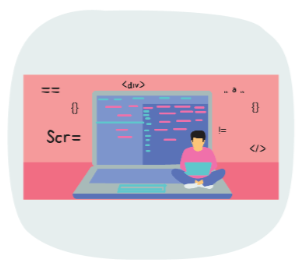 ==
<div>
.. a ..
{}
{}
!=
Scr=
</>